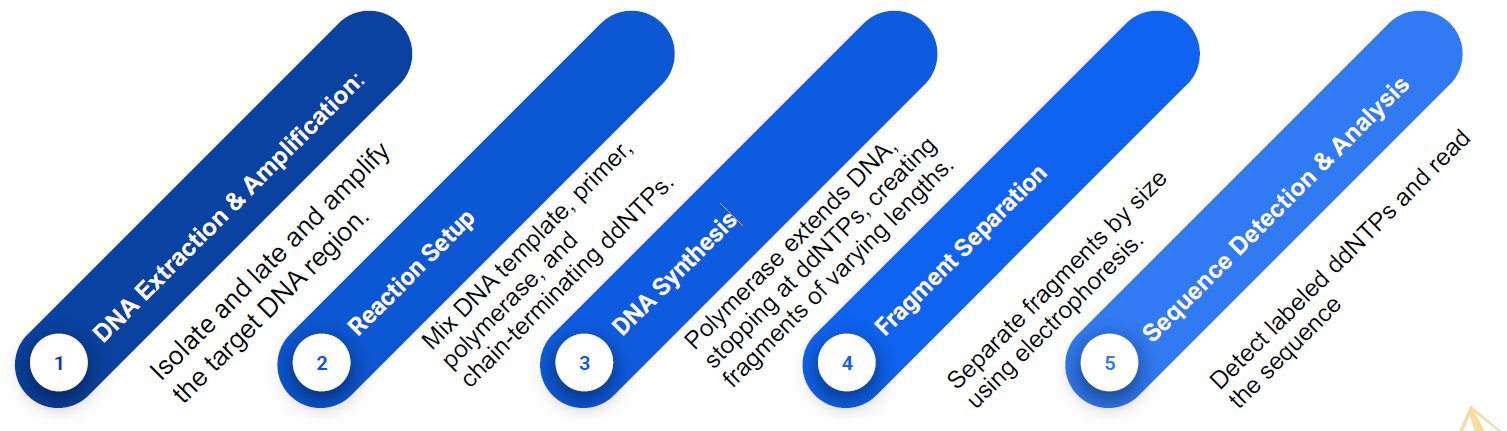 1
DNA Extraction & Amplification:
Isolate and late and amplify
the target DNA region.
2
Reaction Setup
Mix DNA template, primer,
polymerase, and
chain-terminating ddNTPs.
3
DNA Synthesis
Polymerase extends DNA,
stopping at ddNTPs, creating
fragments of varying lengths.
4
Fragment Separation
Separate fragments by size
using electrophoresis.
5
Sequence Detection & Analysis
Detect labeled ddNTPs and read
the sequence